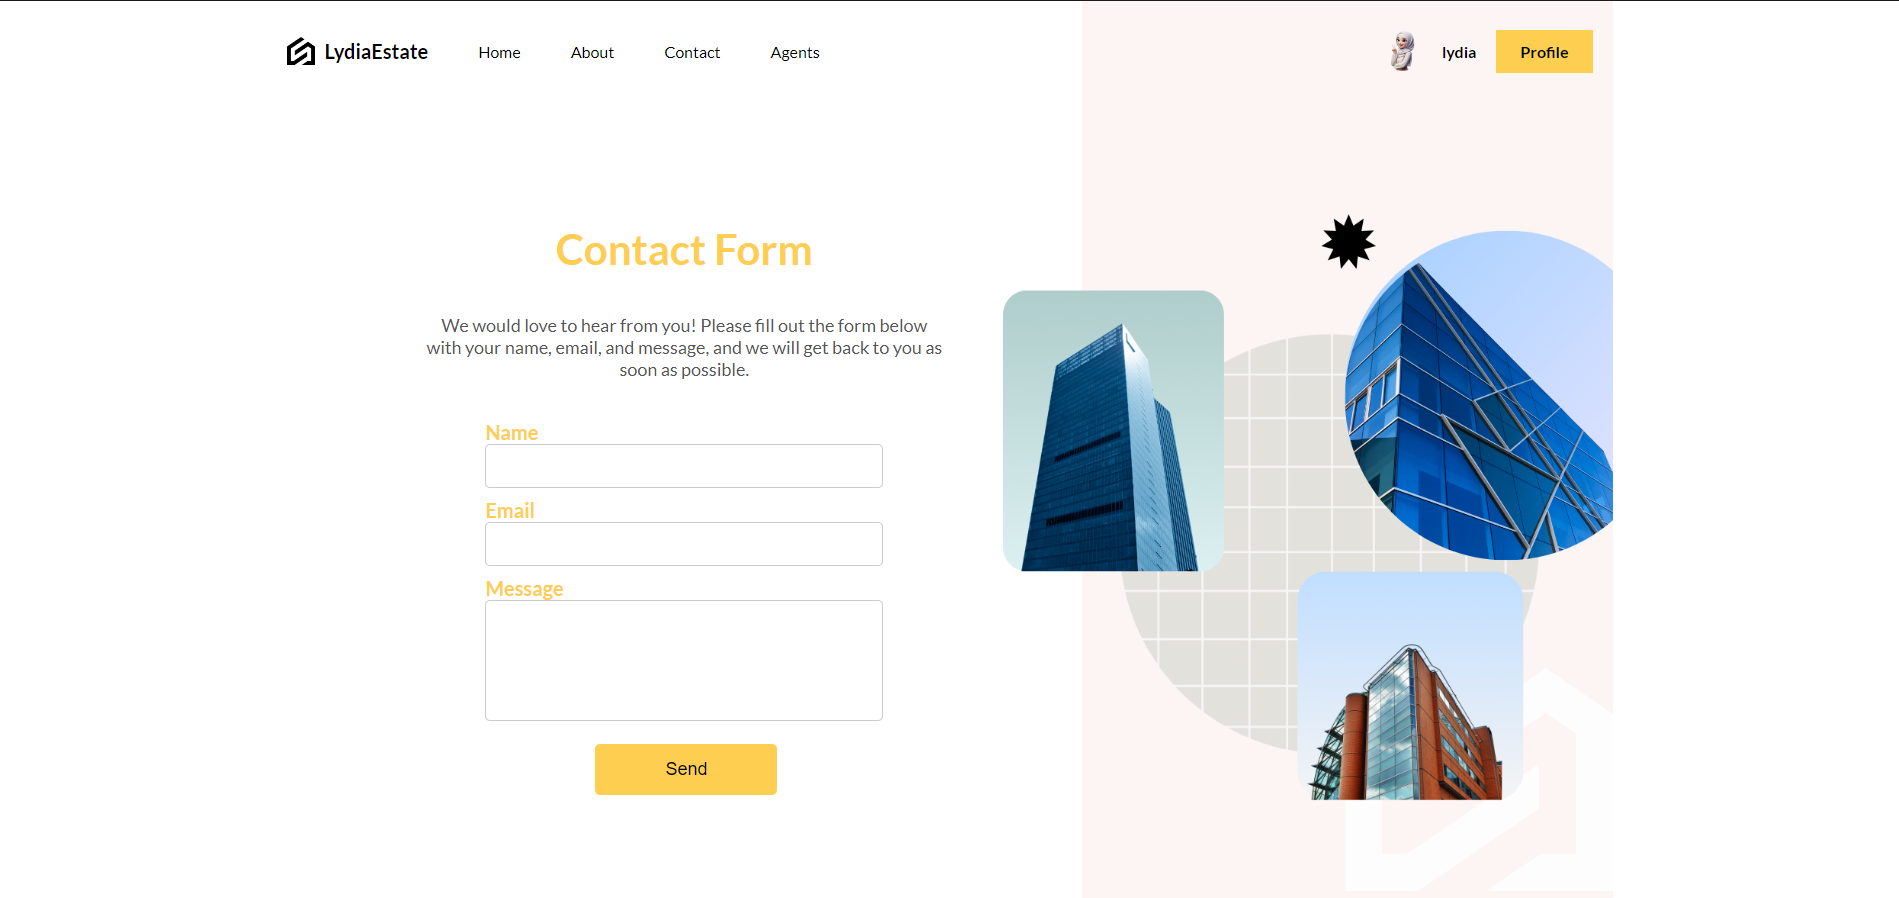 LydiaEstate
Home
About
Contact
Agents
lydia
Profile
Contact Form
We would love to hear from you! Please fill out the form below
with your name, email, and message, and we will get back to you as
soon as possible.
Name
Email
Message
Send